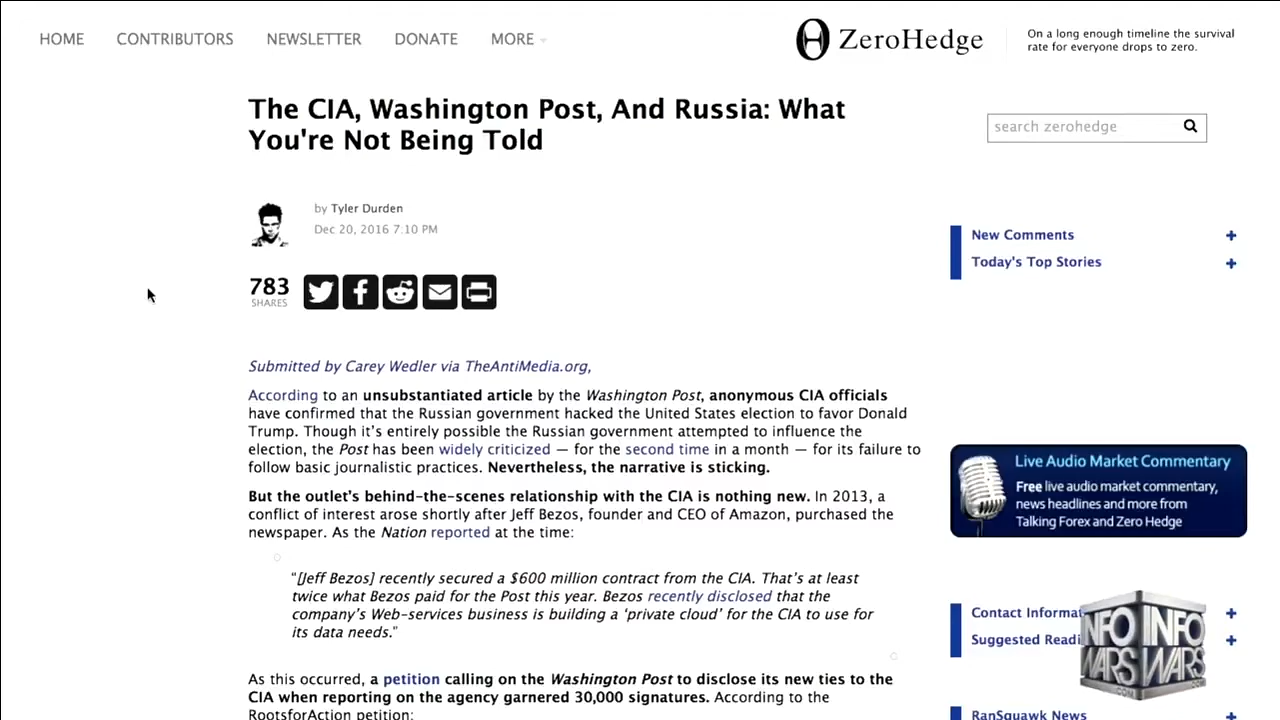 HOME CONTRIBUTORS NEWSLETTER DONATE MORE
ZeroHedge
On a long enough timeline the survival
rate for everyone drops to zero.
The CIA, Washington Post, And Russia: What
You're Not Being Told
search zerohedge
by Tyler Durden
Dec 20, 2016 7:10 PM
783
SHARES
New Comments
Today's Top Stories
Submitted by Carey Wedler via TheAntiMedia.org,
According to an unsubstantiated article by the Washington Post, anonymous CIA officials
have confirmed that the Russian government hacked the United States election to favor Donald
Trump. Though it's entirely possible the Russian government attempted to influence the
election, the Post has been widely criticized — for the second time in a month — for its failure to
follow basic journalistic practices. Nevertheless, the narrative is sticking.
But the outlet's behind-the-scenes relationship with the CIA is nothing new. In 2013, a
conflict of interest arose shortly after Jeff Bezos, founder and CEO of Amazon, purchased the
newspaper. As the Nation reported at the time:
"[Jeff Bezos] recently secured a $600 million contract from the CIA. That's at least
twice what Bezos paid for the Post this year. Bezos recently disclosed that the
company's Web-services business is building a 'private cloud' for the CIA to use for
its data needs."
As this occurred, a petition calling on the Washington Post to disclose its new ties to the
CIA when reporting on the agency garnered 30,000 signatures. According to the
RootsforAction petition:
Live Audio Market Commentary
Free live audio market commentary,
news headlines and more from
Talking Forex and Zero Hedge
Contact
Suggested
RanSquawk News
INFO INFO
WARS WARS
.COM .COM